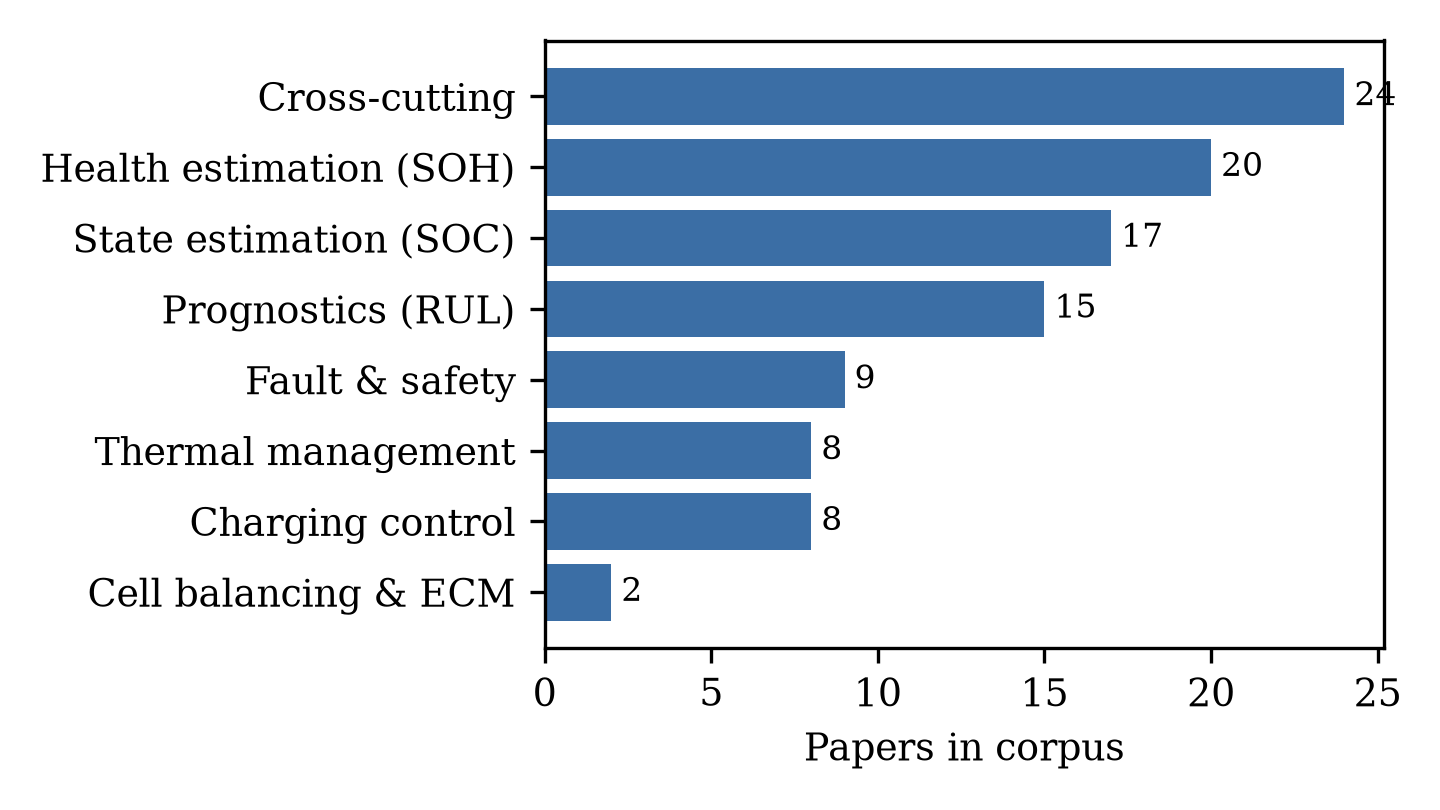 Cross-cutting 24
Health estimation (SOH) 20
State estimation (SOC) 17
Prognostics (RUL) 15
Fault & safety 9
Thermal management 8
Charging control 8
Cell balancing & ECM 2
0 5 10 15 20 25
Papers in corpus